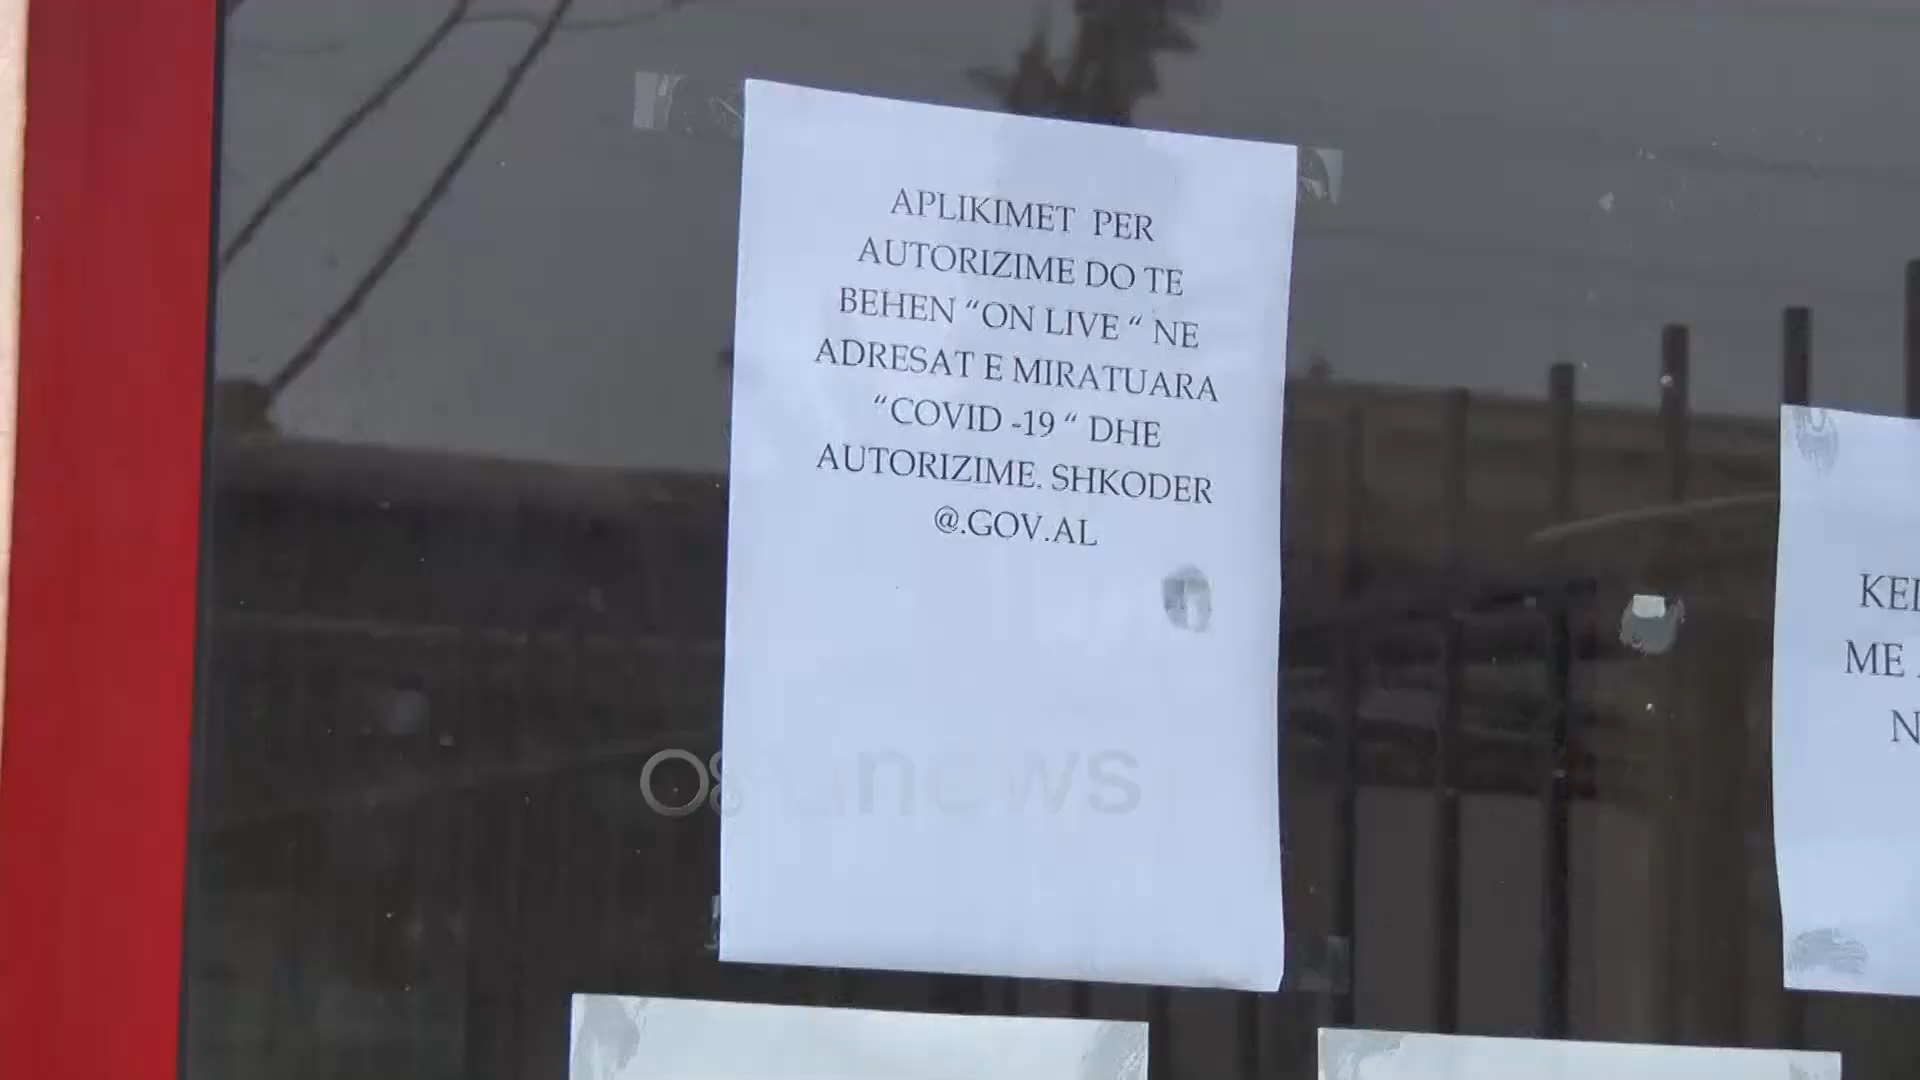 APLIKIMET PER
AUTORIZIME DO TE
BEHEN “ON LIVE “ NE
ADRESAT E MIRATUARA
“COVID -19 “ DHE
AUTORIZIME. SHKODER
@.GOV.AL
ME
news